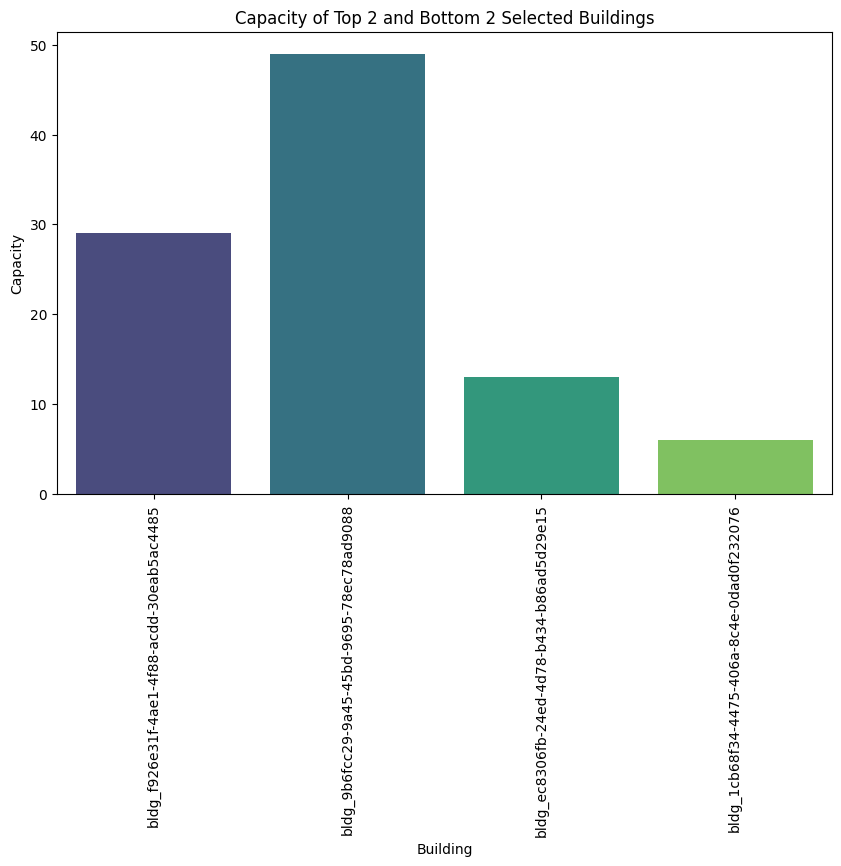 Capacity of Top 2 and Bottom 2 Selected Buildings
Capacity
50
40
30
20
10
0
bldg_f926e31f-4ae1-4f88-acdd-30eab5ac4485
bldg_9b6fcc29-9a45-45bd-9695-78ec78ad9088
bldg_ec8306fb-24ed-4d78-b434-b86ad5d29e15
bldg_1cb68f34-4475-406a-8c4e-0dad0f232076
Building